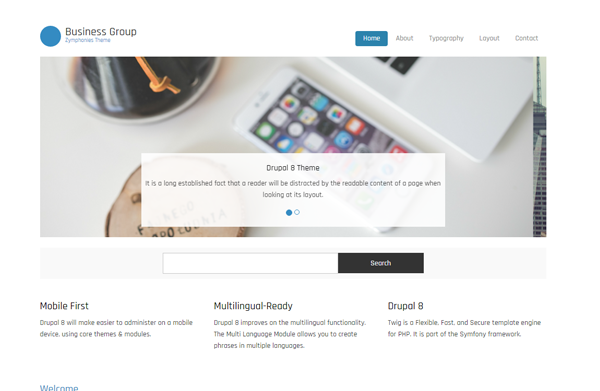 Business Group
Zymphonies Theme
Home About Typography Layout Contact
Drupal 8 Theme
It is a long established fact that a reader will be distracted by the readable content of a page when
looking at its layout.
Search
Mobile First
Drupal 8 will make easier to administer on a mobile
device, using core themes & modules.
Multilingual-Ready
Drupal 8 improves on the multilingual functionality.
The Multi Language Module allows you to create
phrases in multiple languages.
Drupal 8
Twig is a Flexible, Fast, and Secure template engine
for PHP. It is part of the Symfony framework.
Welcome